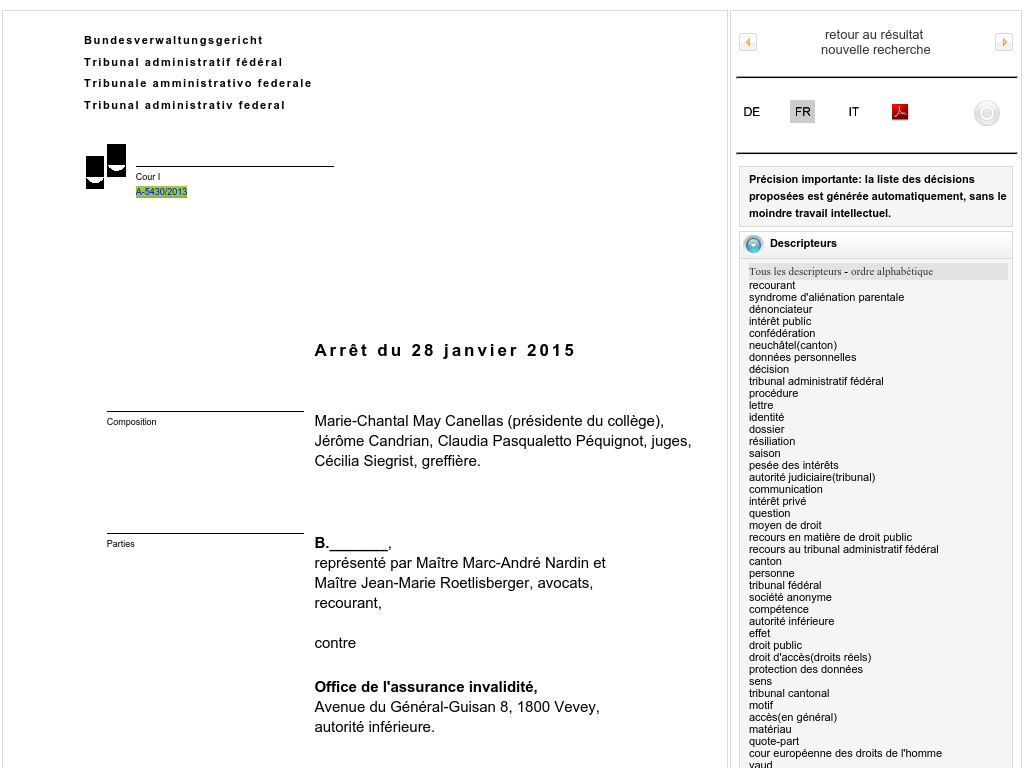 Bundesverwaltungsgericht
Tribunal administratif fédéral
Tribunale amministrativo federale
Tribunal administrativ federal
Cour I
A-5430/2013
Arrêt du 28 janvier 2015
Composition
Marie-Chantal May Canellas (présidente du collège),
Jérôme Candrian, Claudia Pasqualetto Péquignot, juges,
Cécilia Siegrist, greffière.
Parties
B._______,
représenté par Maître Marc-André Nardin et
Maître Jean-Marie Roetlisberger, avocats,
recourant,
contre
Office de l'assurance invalidité,
Avenue du Général-Guisan 8, 1800 Vevey,
autorité inférieure.
retour au résultat
nouvelle recherche
DE FR IT
Précision importante: la liste des décisions
proposées est générée automatiquement, sans le
moindre travail intellectuel.
Descripteurs
Tous les descripteurs - ordre alphabétique
recourant
syndrome d'aliénation parentale
dénonciateur
intérêt public
confédération
neuchâtel(canton)
données personnelles
décision
tribunal administratif fédéral
procédure
lettre
identité
dossier
résiliation
saison
pesée des intérêts
autorité judiciaire(tribunal)
communication
intérêt privé
question
moyen de droit
recours en matière de droit public
recours au tribunal administratif fédéral
canton
personne
tribunal fédéral
société anonyme
compétence
autorité inférieure
effet
droit public
droit d'accès(droits réels)
protection des données
sens
tribunal cantonal
motif
accès(en général)
matériau
quote-part
cour européenne des droits de l'homme
vaud